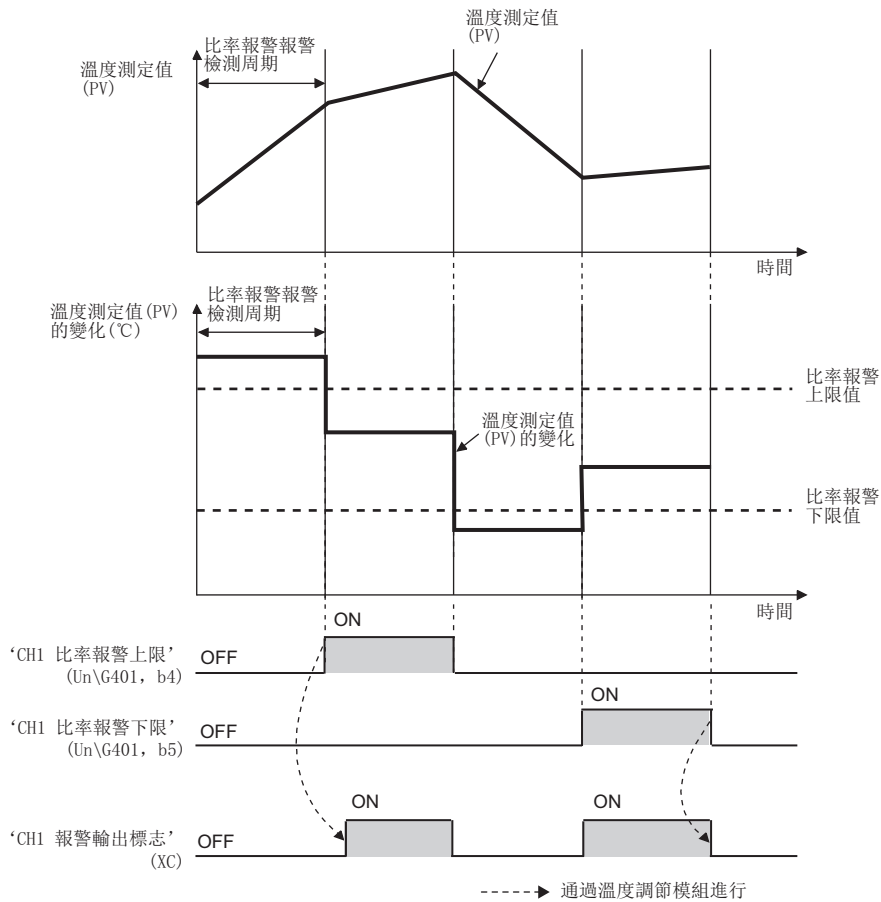 溫度測定值
(PV)
比率報警報警
檢測周期
溫度測定值
(PV)
時間
比率報警報警
檢測周期
溫度測定值(PV)
的變化(℃)
比率報警
上限值
溫度測定值
(PV)的變化
比率報警
下限值
時間
ON
‘CH1 比率報警上限’
(Un\G401, b4)
OFF
ON
‘CH1 比率報警下限’
(Un\G401, b5)
OFF
ON
ON
‘CH1 報警輸出標志’
(XC)
OFF
通過溫度調節模組進行